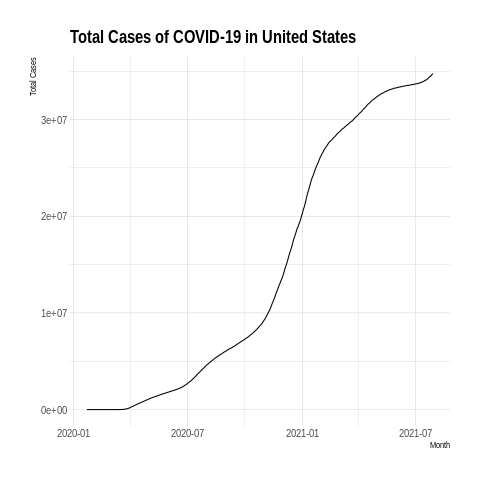 Total Cases of COVID-19 in United States
Total Cases
3e+07
2e+07
1e+07
0e+00
2020-01 2020-07 2021-01 2021-07
Month